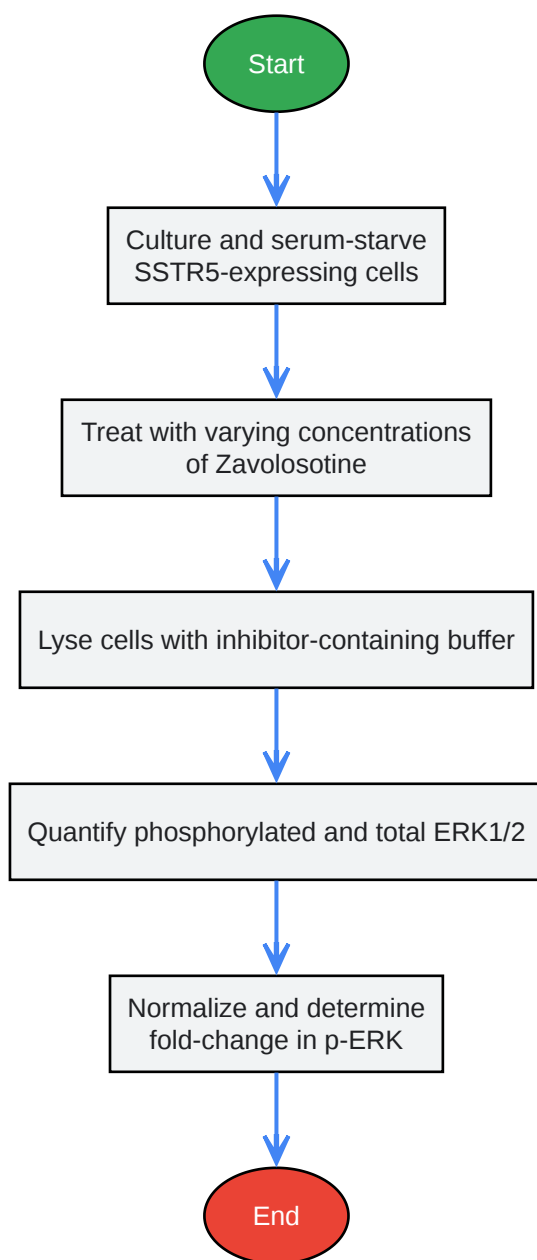 Start
Culture and serum-starve
SSTR5-expressing cells
Treat with varying concentrations
of Zavolosotine
Lyse cells with inhibitor-containing buffer
Quantify phosphorylated and total ERK1/2
Normalize and determine
fold-change in p-ERK
End